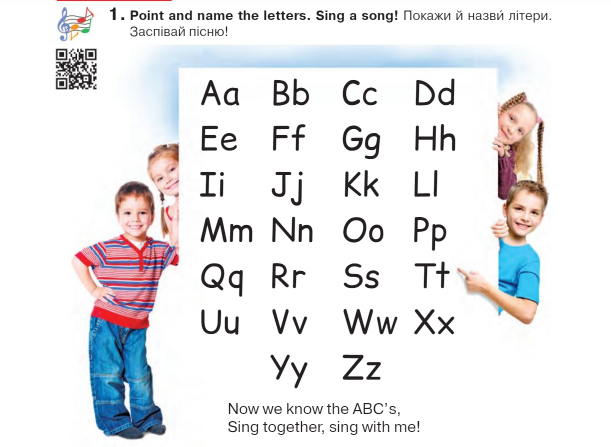 1. Point and name the letters. Sing a song! Покажи й назви́ літери.
Заспівай пісню!
Aa Bb Cc Dd
Ee Ff Gg Hh
Ii Jj Kk Ll
Mm Nn Oo Pp
Qq Rr Ss Tt
Uu Vv Ww Xx
Yy Zz
Now we know the ABC's,
Sing together, sing with me!